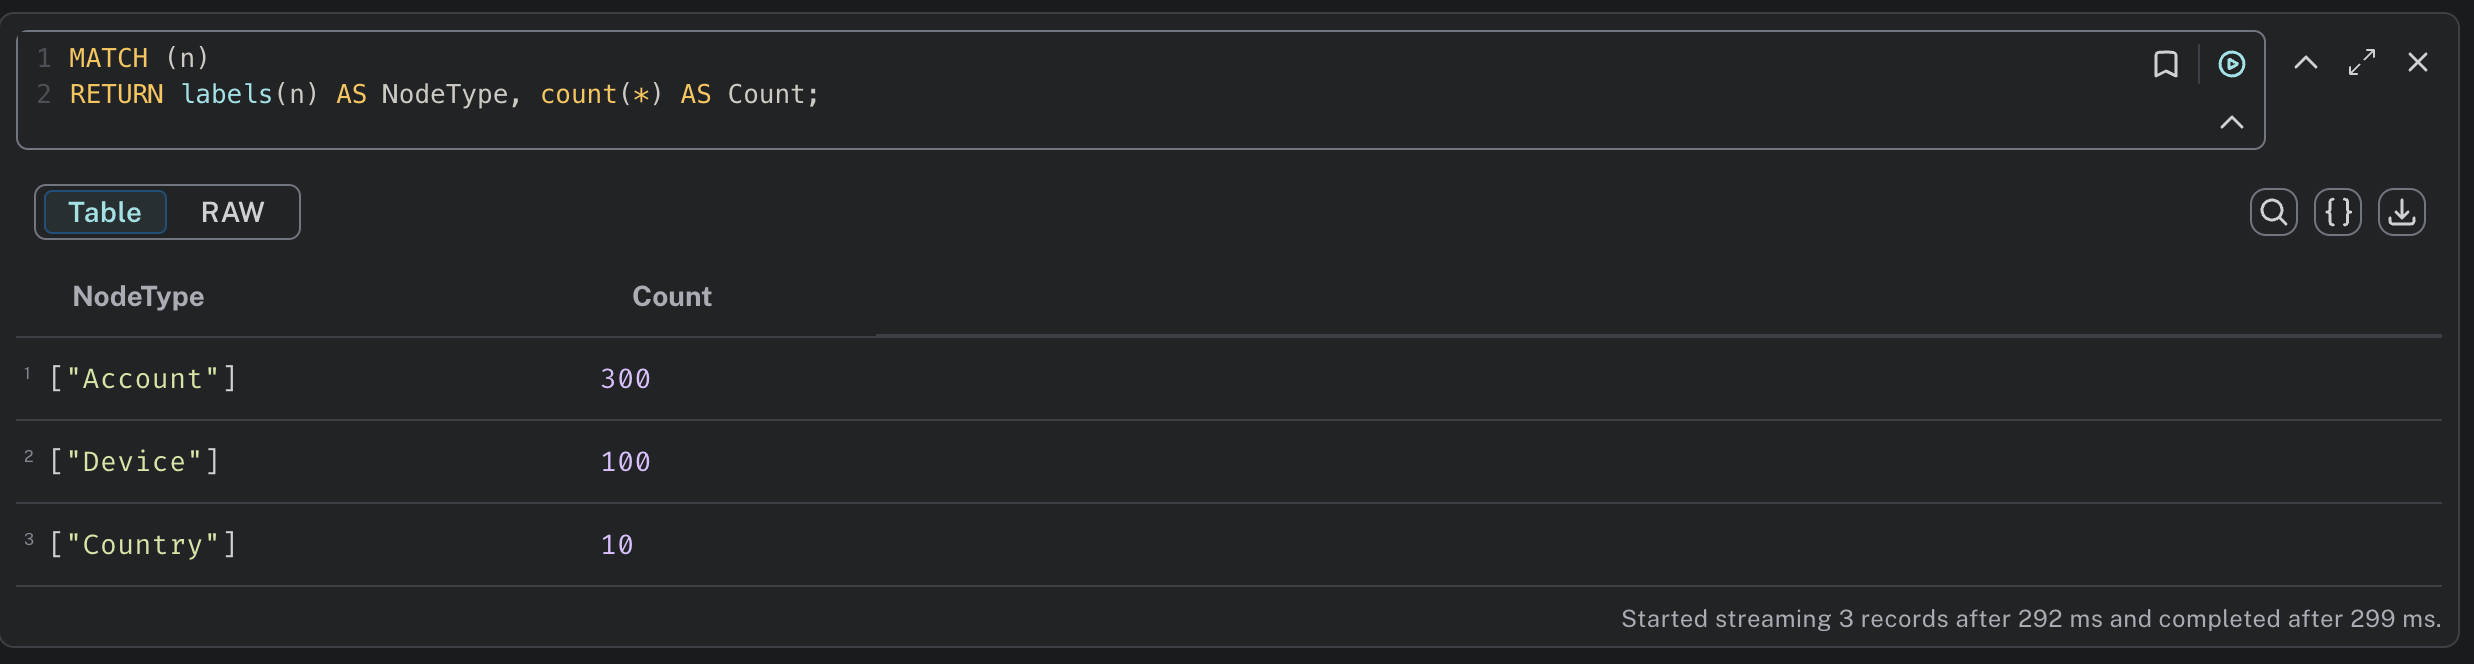 1 MATCH (n)
2 RETURN labels(n) AS NodeType, count(*) AS Count;
Table RAW
{}
NodeType Count
1 ["Account"] 300
2 ["Device"] 100
3 ["Country"] 10
Started streaming 3 records after 292 ms and completed after 299 ms.